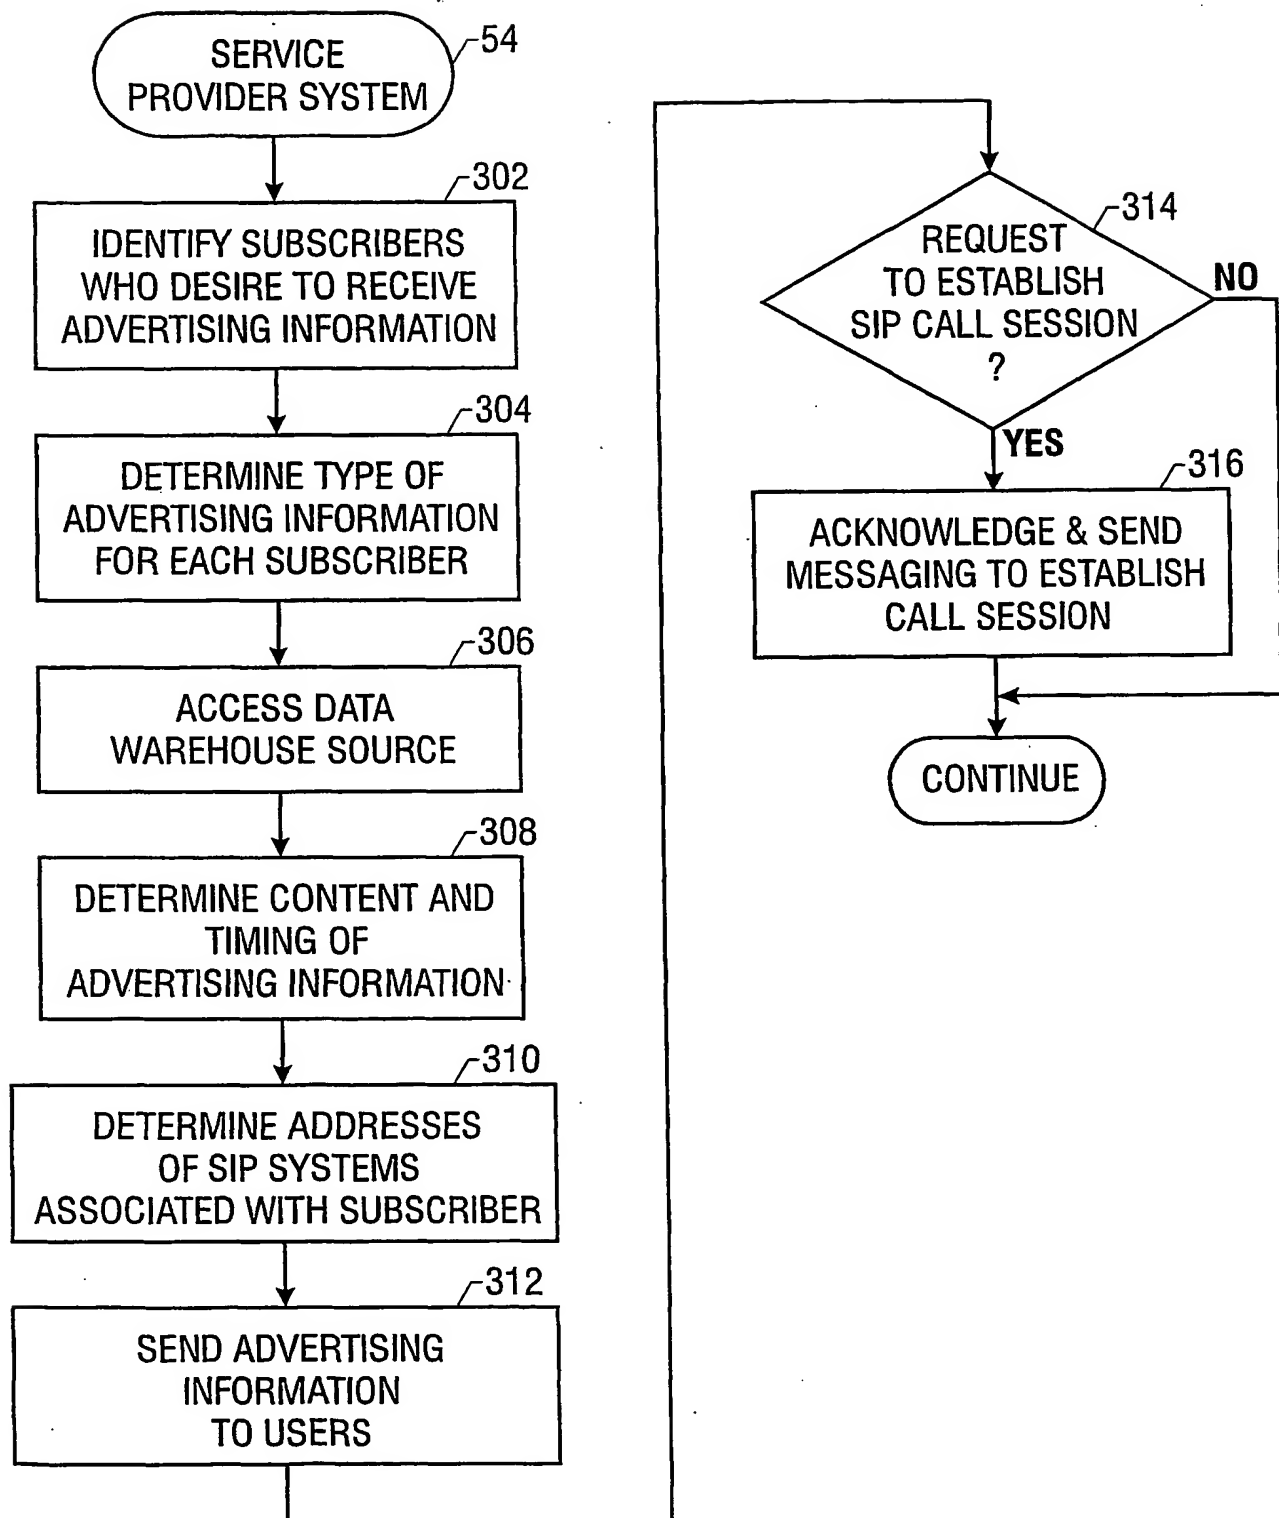 SERVICE
PROVIDER SYSTEM
54
302
IDENTIFY SUBSCRIBERS
WHO DESIRE TO RECEIVE
ADVERTISING INFORMATION
304
DETERMINE TYPE OF
ADVERTISING INFORMATION
FOR EACH SUBSCRIBER
306
ACCESS DATA
WAREHOUSE SOURCE
308
DETERMINE CONTENT AND
TIMING OF
ADVERTISING INFORMATION
310
DETERMINE ADDRESSES
OF SIP SYSTEMS
ASSOCIATED WITH SUBSCRIBER
312
SEND ADVERTISING
INFORMATION
TO USERS
314
REQUEST
TO ESTABLISH
SIP CALL SESSION
?
NO
YES
316
ACKNOWLEDGE & SEND
MESSAGING TO ESTABLISH
CALL SESSION
CONTINUE